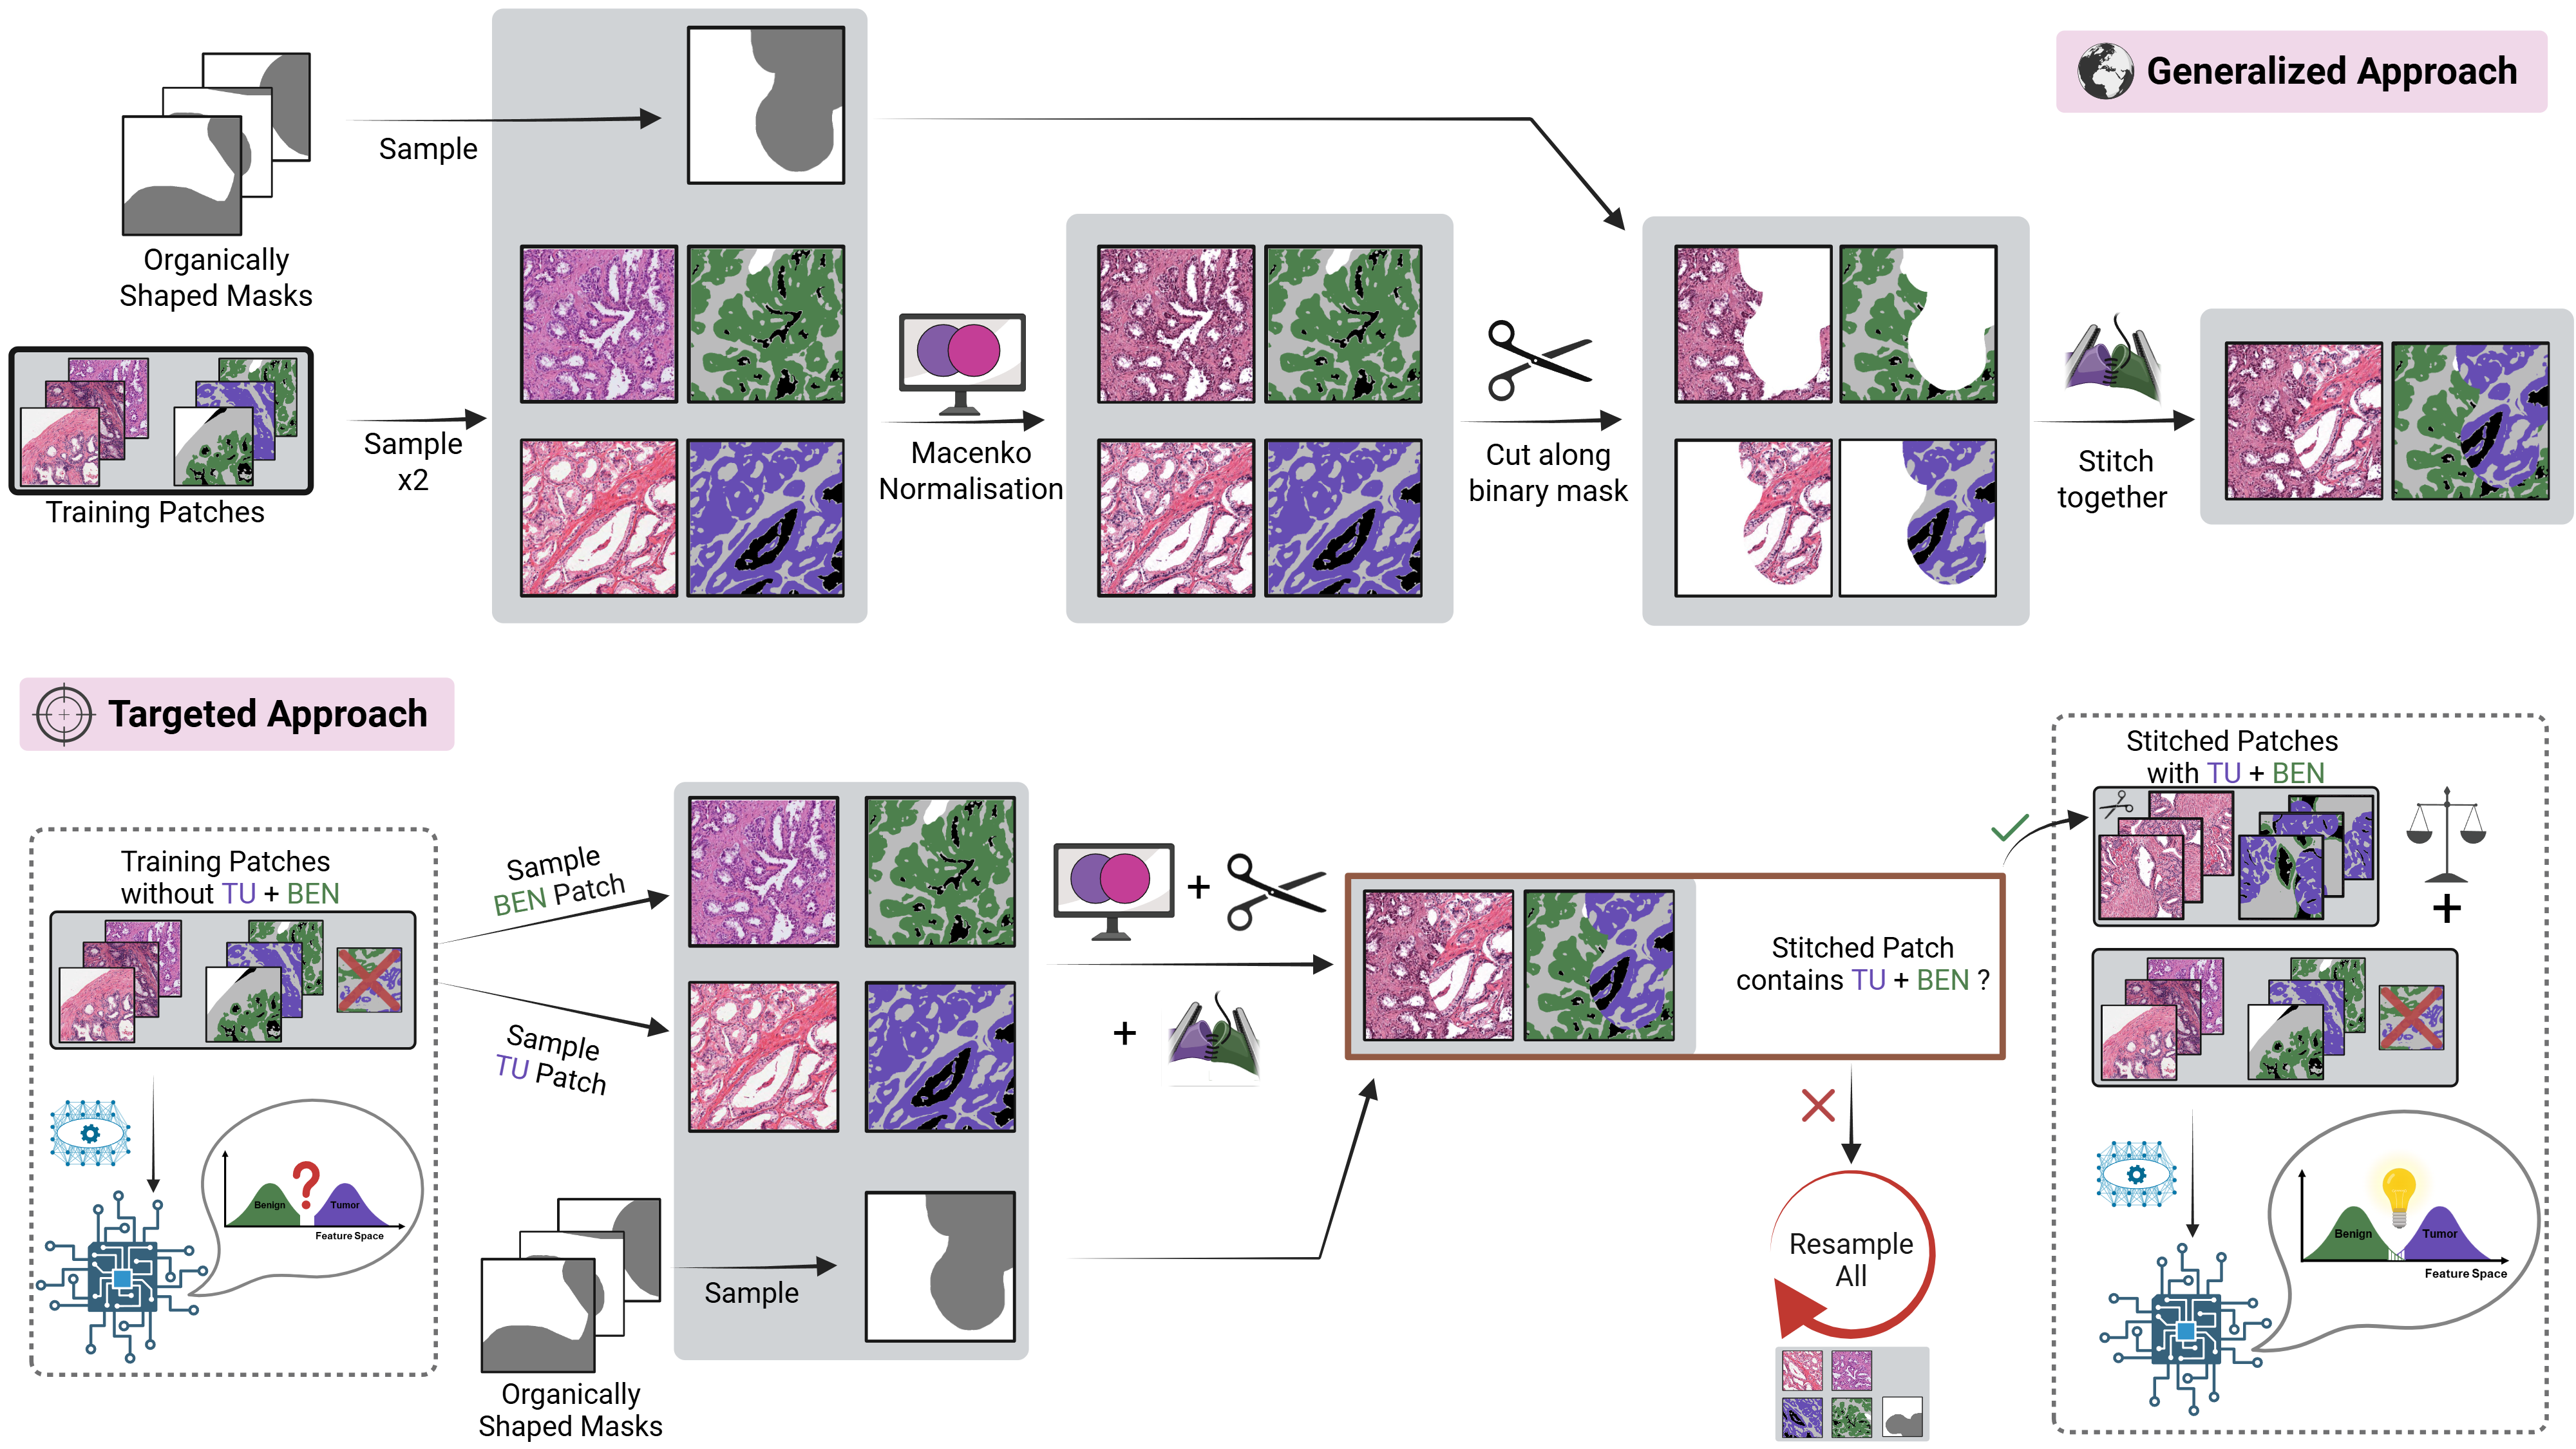 Generalized Approach
Sample
Organically
Shaped Masks
Training Patches
Sample
x2
Macenko
Normalisation
Cut along
binary mask
Stitch
together
Targeted Approach
Training Patches
without TU + BEN
Benign
?
Tumor
Feature Space
Sample
BEN Patch
Sample
TU Patch
Organically
Shaped Masks
Sample
+
+
Stitched Patch
contains TU + BEN ?
Resample
All
Stitched Patches
with TU + BEN
+
Benign
Tumor
Feature Space